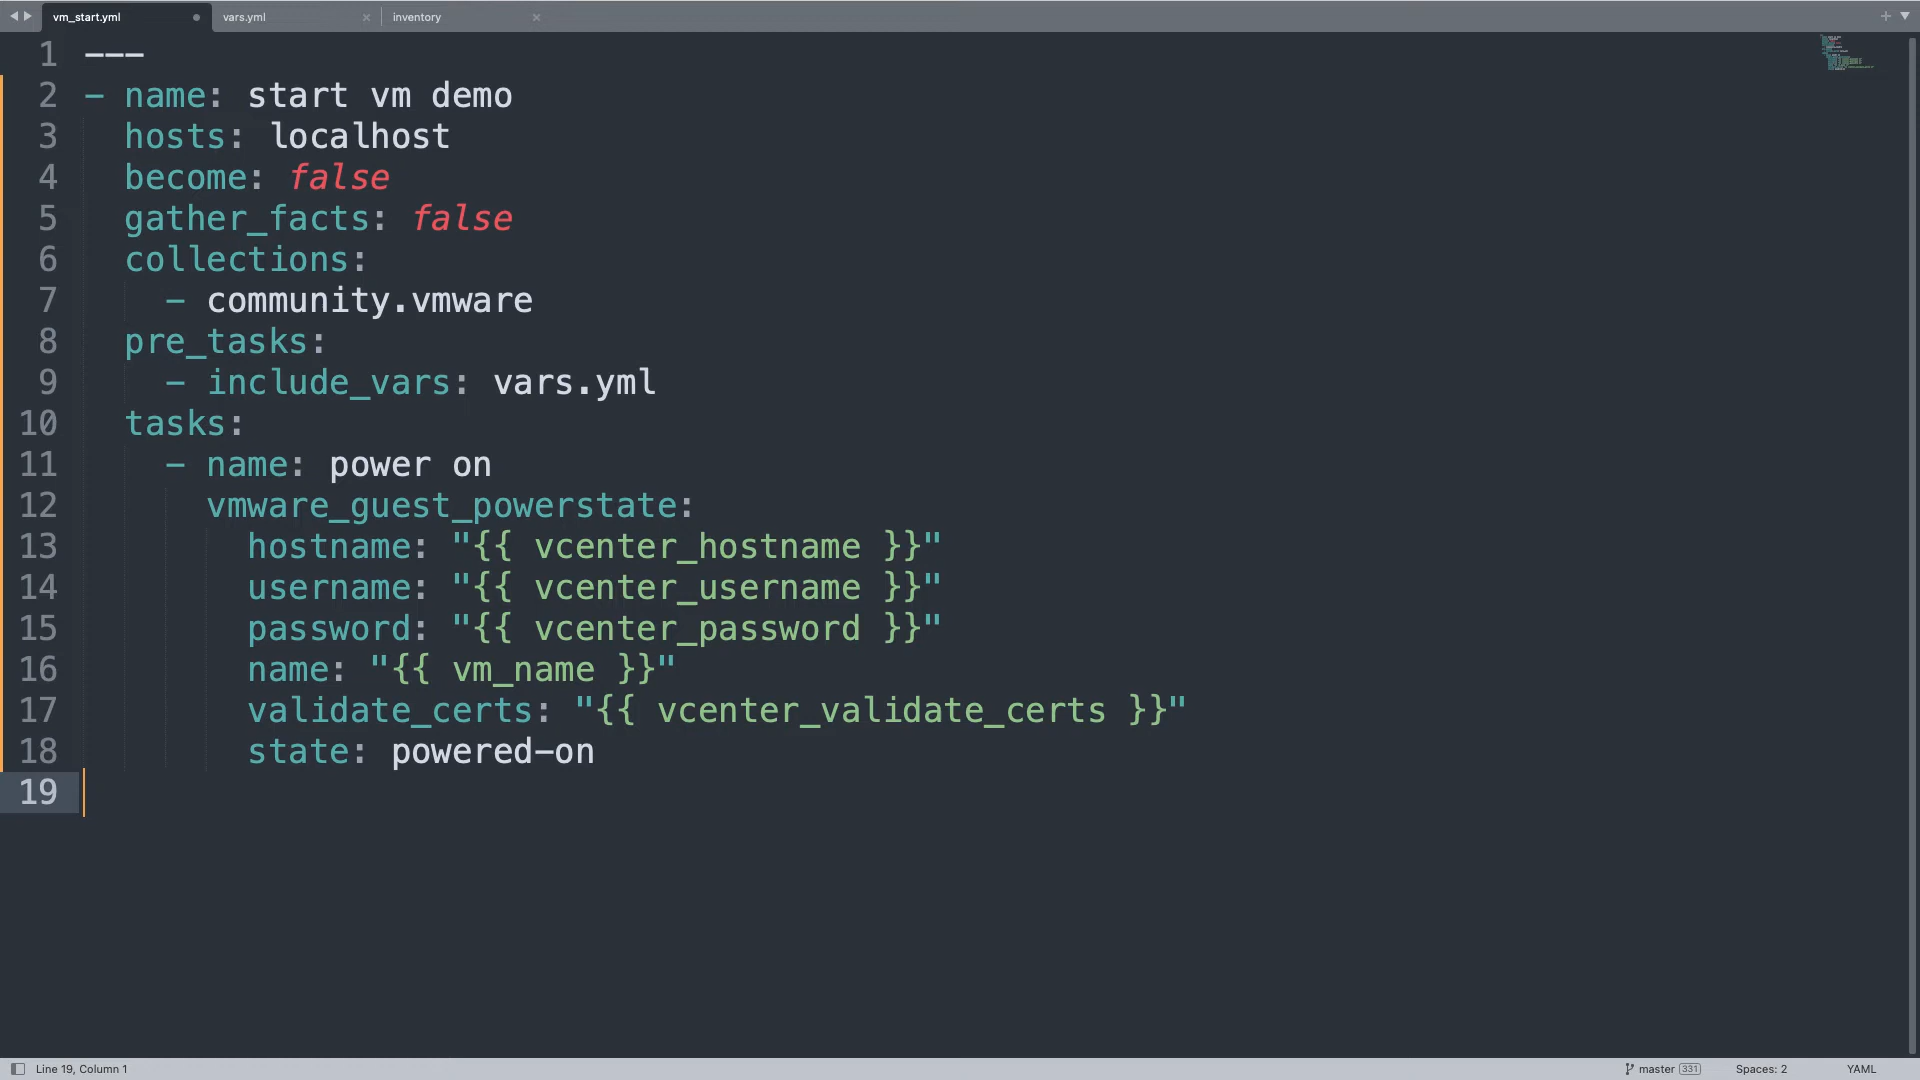 vm_start.yml
vars.yml
inventory
1 ---
2 - name: start vm demo
3   hosts: localhost
4   become: false
5   gather_facts: false
6   collections:
7     - community.vmware
8   pre_tasks:
9     - include_vars: vars.yml
10   tasks:
11     - name: power on
12       vmware_guest_powerstate:
13         hostname: "{{ vcenter_hostname }}"
14         username: "{{ vcenter_username }}"
15         password: "{{ vcenter_password }}"
16         name: "{{ vm_name }}"
17         validate_certs: "{{ vcenter_validate_certs }}"
18         state: powered-on
19
Line 19, Column 1
master 331
Spaces: 2
YAML